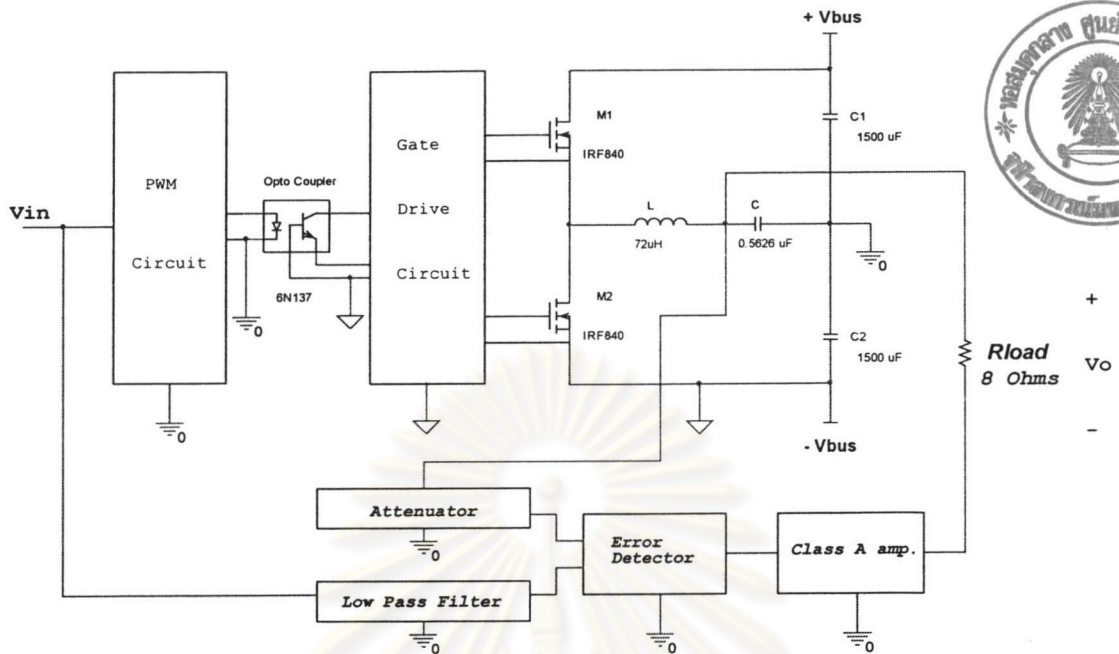 + Vbus
C1
1500 uF
M1
IRF840
Gate
Drive
Circuit
Opto Coupler
6N137
PWM
Circuit
Vin
L
72uH
C
0.5626 uF
0
0
M2
IRF840
C2
1500 uF
Rload
8 Ohms
+
Vo
-
0
- Vbus
Attenuator
0
Error
Detector
Class A amp.
Low Pass Filter
0
0
0